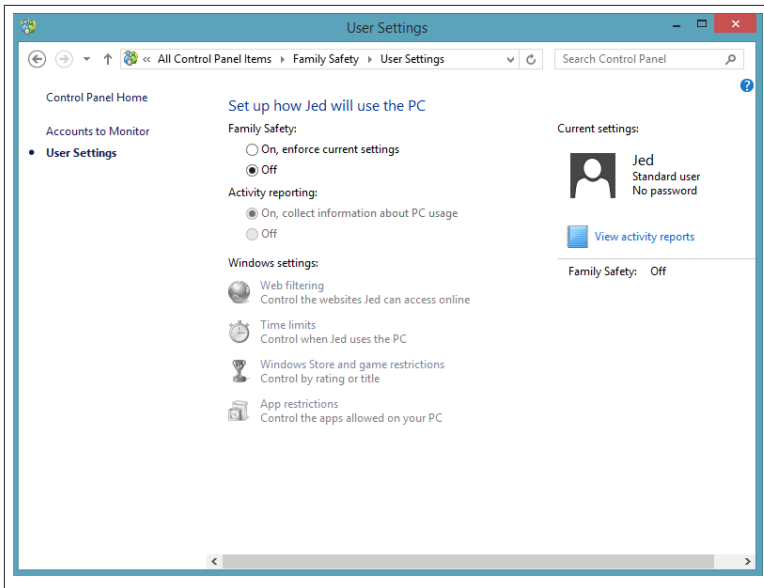 User Settings
« All Control Panel Items Family Safety User Settings
Search Control Panel
Control Panel Home
Accounts to Monitor
User Settings
Set up how Jed will use the PC
Family Safety:
On, enforce current settings
Off
Activity reporting:
On, collect information about PC usage
Off
Windows settings:
Web filtering
Control the websites Jed can access online
Time limits
Control when Jed uses the PC
Windows Store and game restrictions
Control by rating or title
App restrictions
Control the apps allowed on your PC
Current settings:
Jed
Standard user
No password
View activity reports
Family Safety: Off